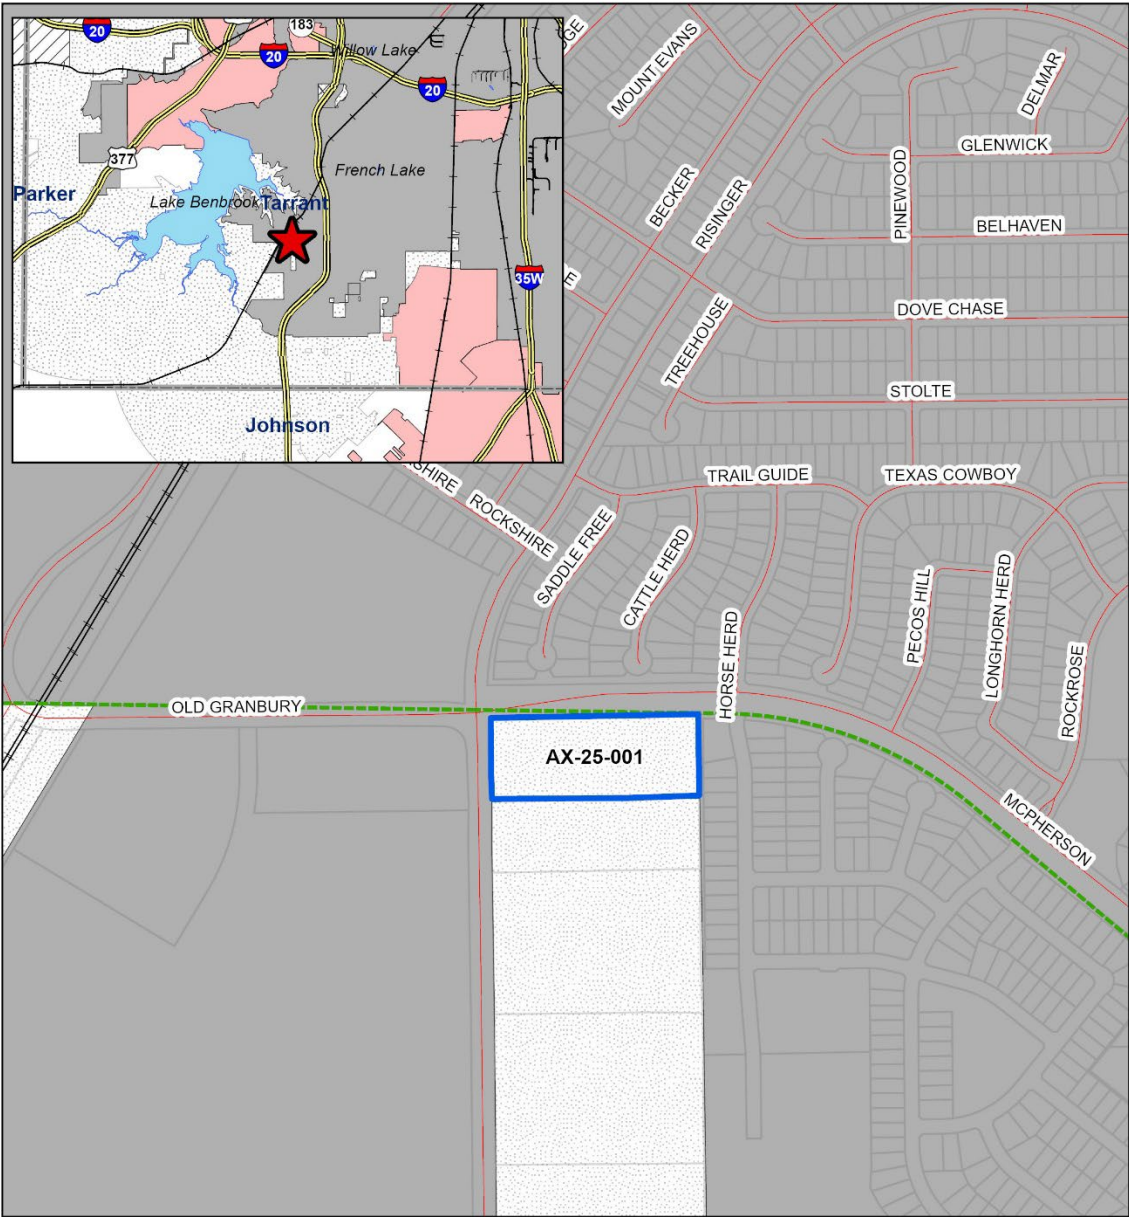 20
183
Willow Lake
20
20
377
French Lake
Parker
Lake Benbrook
Tarrant
35W
Johnson
MOUNT EVANS
DELMAR
GLENWICK
PINEWOOD
BECKER
RISINGER
BELHAVEN
DOVE CHASE
TREEHOUSE
STOLTE
TRAIL GUIDE
TEXAS COWBOY
ROCKSHIRE
SADDLE FREE
CATTLE HERD
HORSE HERD
PECOS HILL
LONGHORN HERD
ROCKROSE
OLD GRANBURY
AX-25-001
MCPHERSON